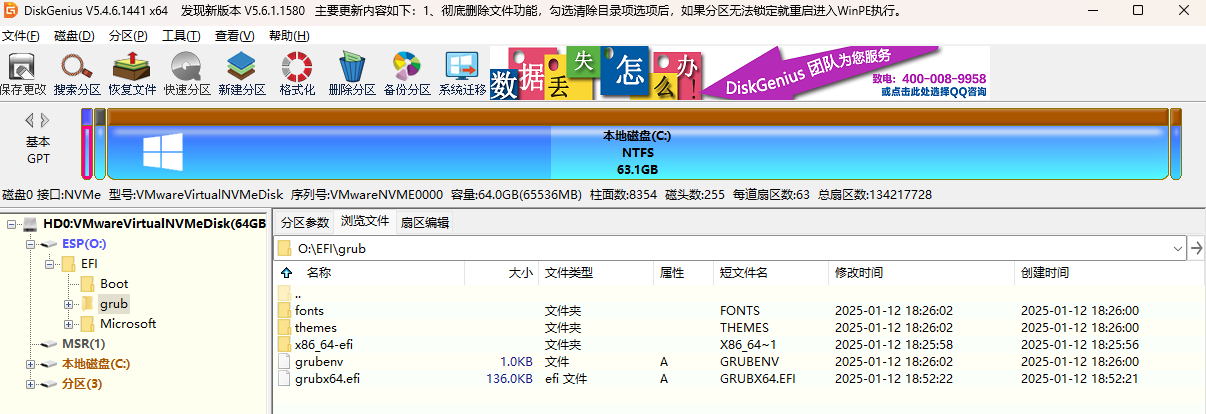 DiskGenius V5.4.6.1441 x64 发现新版本 V5.6.1.1580 主要更新内容如下：1、彻底删除文件功能，勾选清除目录项选项后，如果分区无法锁定就重启进入WinPE执行。
文件(F) 磁盘(D) 分区(P) 工具(T) 查看(V) 帮助(H)
保存更改 搜索分区 恢复文件 快速分区 新建分区 格式化 删除分区 备份分区 系统迁移
数据丢失怎么办!
DiskGenius 团队为您服务
致电：400-008-9958
或点击此处选择QQ咨询
基本
GPT
本地磁盘(C:)
NTFS
63.1GB
磁盘0 接口:NVMe 型号:VMwareVirtualNVMeDisk 序列号:VMwareNVME0000 容量:64.0GB(65536MB) 柱面数:8354 磁头数:255 每道扇区数:63 总扇区数:134217728
HD0:VMwareVirtualNVMeDisk(64GB
ESP(O:)
EFI
Boot
grub
Microsoft
MSR(1)
本地磁盘(C:)
分区(3)
分区参数 浏览文件 扇区编辑
O:\EFI\grub
名称 大小 文件类型 属性 短文件名 修改时间 创建时间
..
fonts 文件夹 FONTS 2025-01-12 18:26:02 2025-01-12 18:26:00
themes 文件夹 THEMES 2025-01-12 18:26:02 2025-01-12 18:26:00
x86_64-efi 文件夹 X86_64~1 2025-01-12 18:25:58 2025-01-12 18:25:56
grubenv 1.0KB 文件 A GRUBENV 2025-01-12 18:26:02 2025-01-12 18:26:00
grubx64.efi 136.0KB efi 文件 A GRUBX64.EFI 2025-01-12 18:52:22 2025-01-12 18:52:21